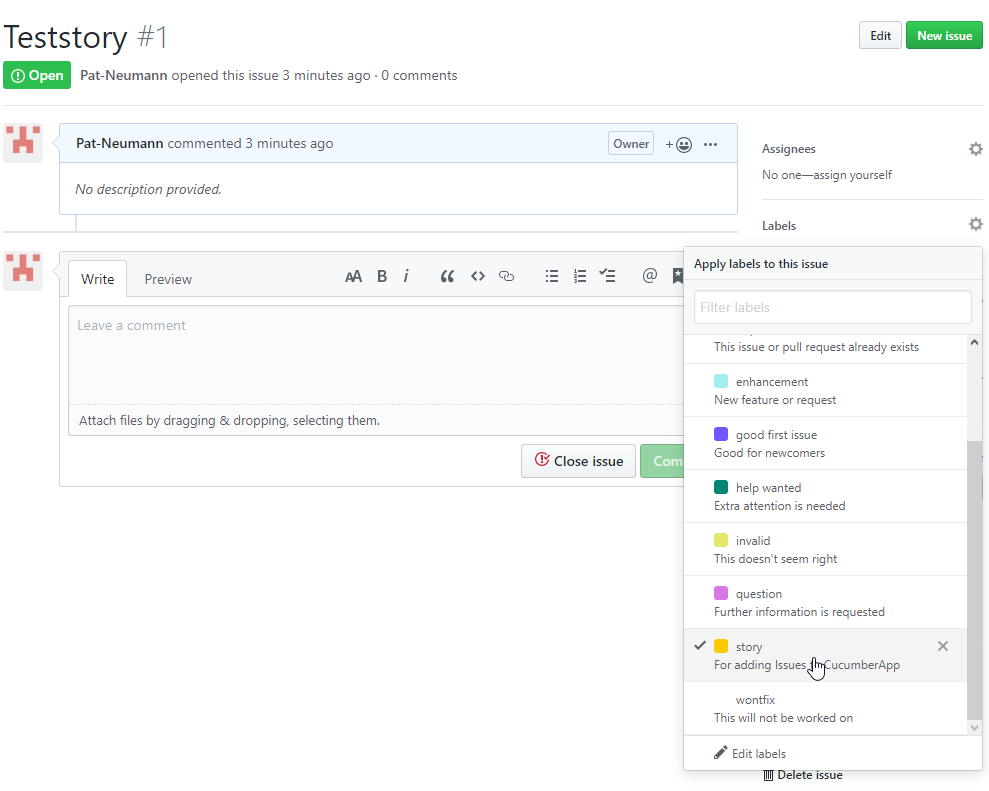 Teststory #1
Edit
New issue
Open
Pat-Neumann opened this issue 3 minutes ago · 0 comments
Pat-Neumann commented 3 minutes ago
Owner
No description provided.
Assignees
No one—assign yourself
Labels
Write
Preview
Leave a comment
Attach files by dragging & dropping, selecting them.
Close issue
Com
Apply labels to this issue
Filter labels
This issue or pull request already exists
enhancement
New feature or request
good first issue
Good for newcomers
help wanted
Extra attention is needed
invalid
This doesn't seem right
question
Further information is requested
story
For adding Issues CucumberApp
wontfix
This will not be worked on
Edit labels
Delete issue